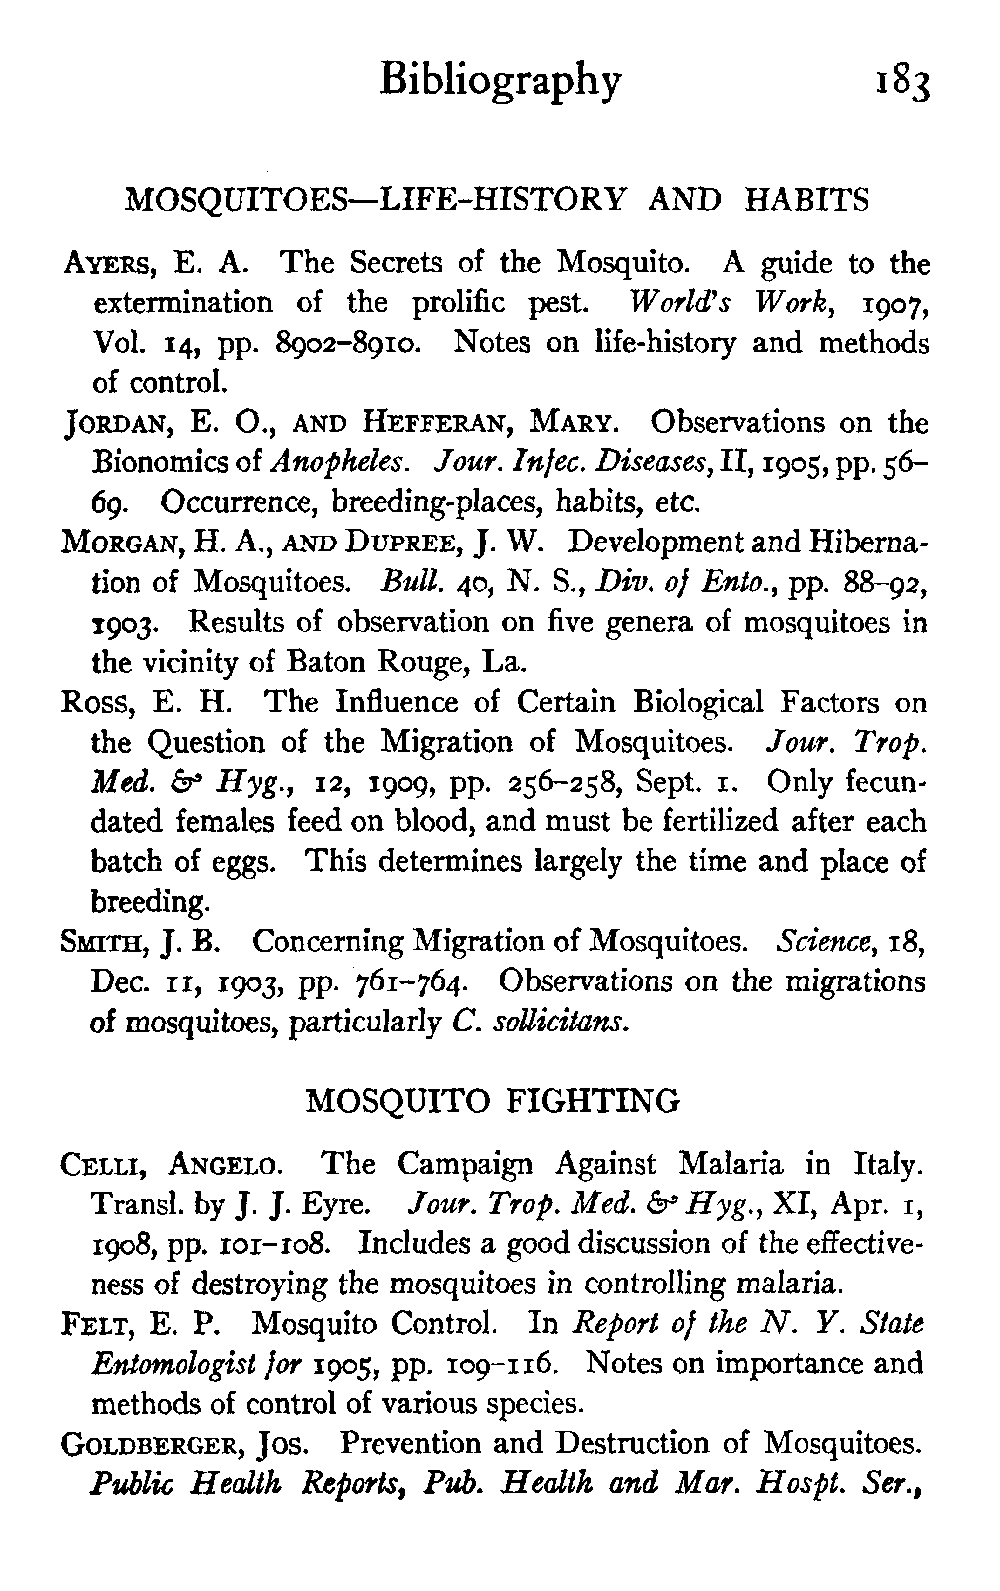 Bibliography 183
MOSQUITOES—LIFE-HISTORY AND HABITS
AYERS, E. A. The Secrets of the Mosquito. A guide to the
extermination of the prolific pest. World's Work, 1907,
Vol. 14, pp. 8902–8910. Notes on life-history and methods
of control.
JORDAN, E. O., AND HEFFERAN, MARY. Observations on the
Bionomics of Anopheles. Jour. Infec. Diseases, II, 1905, pp. 56–
69. Occurrence, breeding-places, habits, etc.
MORGAN, H. A., AND DUPREE, J. W. Development and Hiberna-
tion of Mosquitoes. Bull. 40, N. S., Div. of Ento., pp. 88–92,
1903. Results of observation on five genera of mosquitoes in
the vicinity of Baton Rouge, La.
ROSS, E. H. The Influence of Certain Biological Factors on
the Question of the Migration of Mosquitoes. Jour. Trop.
Med. & Hyg., 12, 1909, pp. 256–258, Sept. 1. Only fecun-
dated females feed on blood, and must be fertilized after each
batch of eggs. This determines largely the time and place of
breeding.
SMITH, J. B. Concerning Migration of Mosquitoes. Science, 18,
Dec. 11, 1903, pp. 761–764. Observations on the migrations
of mosquitoes, particularly C. sollicitans.
MOSQUITO FIGHTING
CELLI, ANGELO. The Campaign Against Malaria in Italy.
Transl. by J. J. Eyre. Jour. Trop. Med. & Hyg., XI, Apr. 1,
1908, pp. 101–108. Includes a good discussion of the effective-
ness of destroying the mosquitoes in controlling malaria.
FELT, E. P. Mosquito Control. In Report of the N. Y. State
Entomologist for 1905, pp. 109–116. Notes on importance and
methods of control of various species.
GOLDBERGER, JOS. Prevention and Destruction of Mosquitoes.
Public Health Reports, Pub. Health and Mar. Hospt. Ser.,